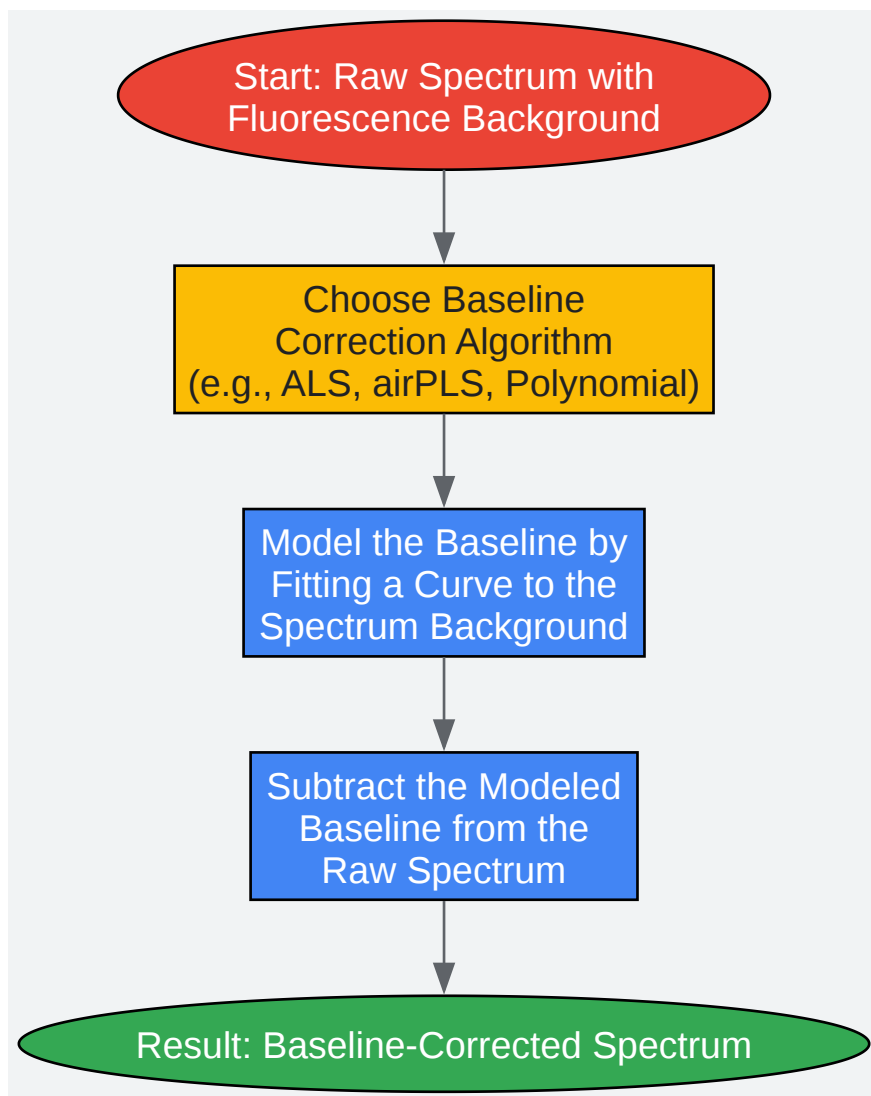 Start: Raw Spectrum with
Fluorescence Background
Choose Baseline
Correction Algorithm
(e.g., ALS, airPLS, Polynomial)
Model the Baseline by
Fitting a Curve to the
Spectrum Background
Subtract the Modeled
Baseline from the
Raw Spectrum
Result: Baseline-Corrected Spectrum